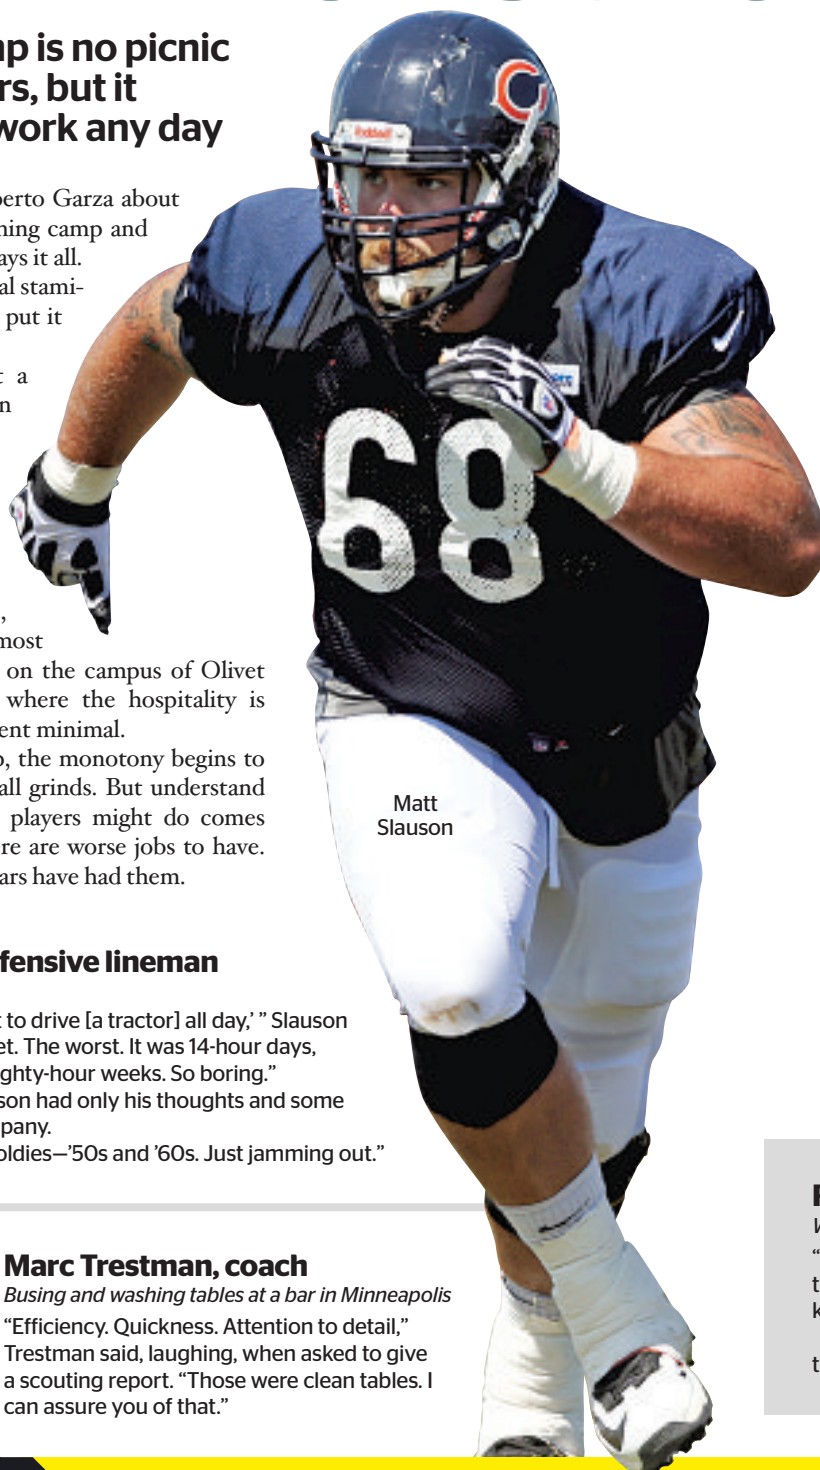 np is no picnic
rs, but it
work any day
berto Garza about
ning camp and
ays it all.
al stami-
put it
t a
n
,
most
on the campus of Olivet
where the hospitality is
ent minimal.
o, the monotony begins to
all grinds. But understand
players might do comes
ere are worse jobs to have.
ars have had them.
fensive lineman
t to drive [a tractor] all day,’ ” Slauson
et. The worst. It was 14-hour days,
ghty-hour weeks. So boring.”
son had only his thoughts and some
pany.
oldies—’50s and ’60s. Just jamming out.”
Riddell
68
Matt
Slauson
Marc Trestman, coach
Busing and washing tables at a bar in Minneapolis
“Efficiency. Quickness. Attention to detail,”
Trestman said, laughing, when asked to give
a scouting report. “Those were clean tables. I
can assure you of that.”
“
t
k
t